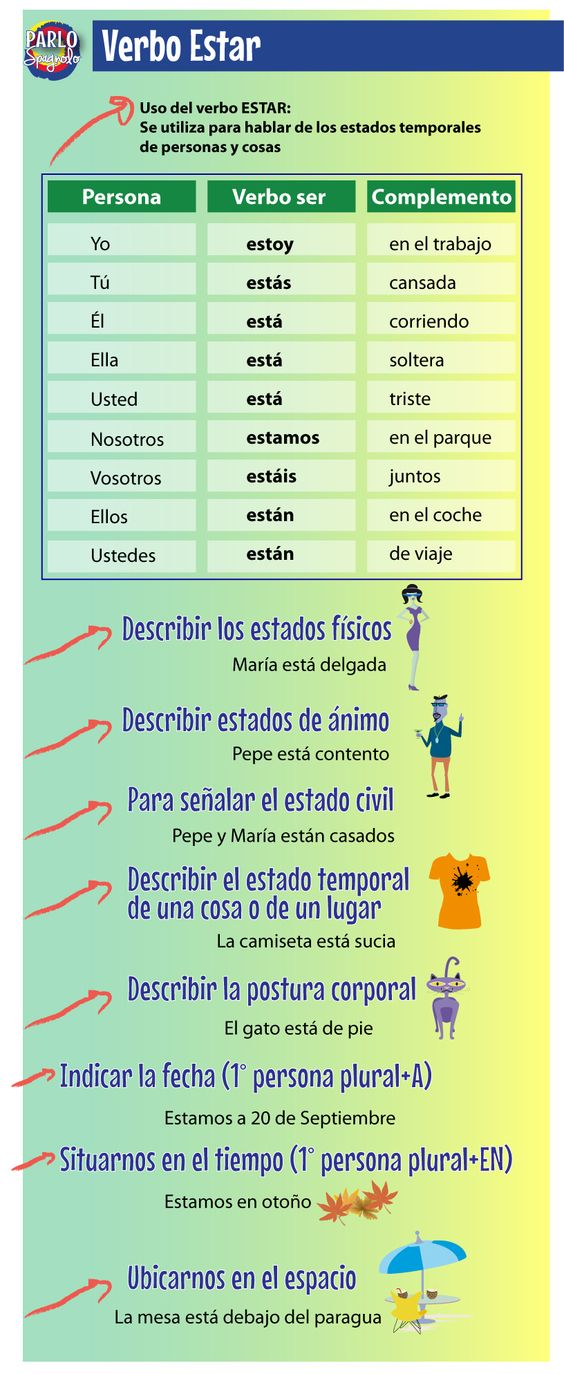 PARLO
Spagnolo
Verbo Estar
Uso del verbo ESTAR:
Se utiliza para hablar de los estados temporales
de personas y cosas
Persona Verbo ser Complemento
Yo estoy en el trabajo
Tú estás cansada
Él está corriendo
Ella está soltera
Usted está triste
Nosotros estamos en el parque
Vosotros estáis juntos
Ellos están en el coche
Ustedes están de viaje
Describir los estados físicos
María está delgada
Describir estados de ánimo
Pepe está contento
Para señalar el estado civil
Pepe y María están casados
Describir el estado temporal
de una cosa o de un lugar
La camiseta está sucia
Describir la postura corporal
El gato está de pie
Indicar la fecha (1° persona plural+A)
Estamos a 20 de Septiembre
Situarnos en el tiempo (1° persona plural+EN)
Estamos en otoño
Ubicarnos en el espacio
La mesa está debajo del paragua